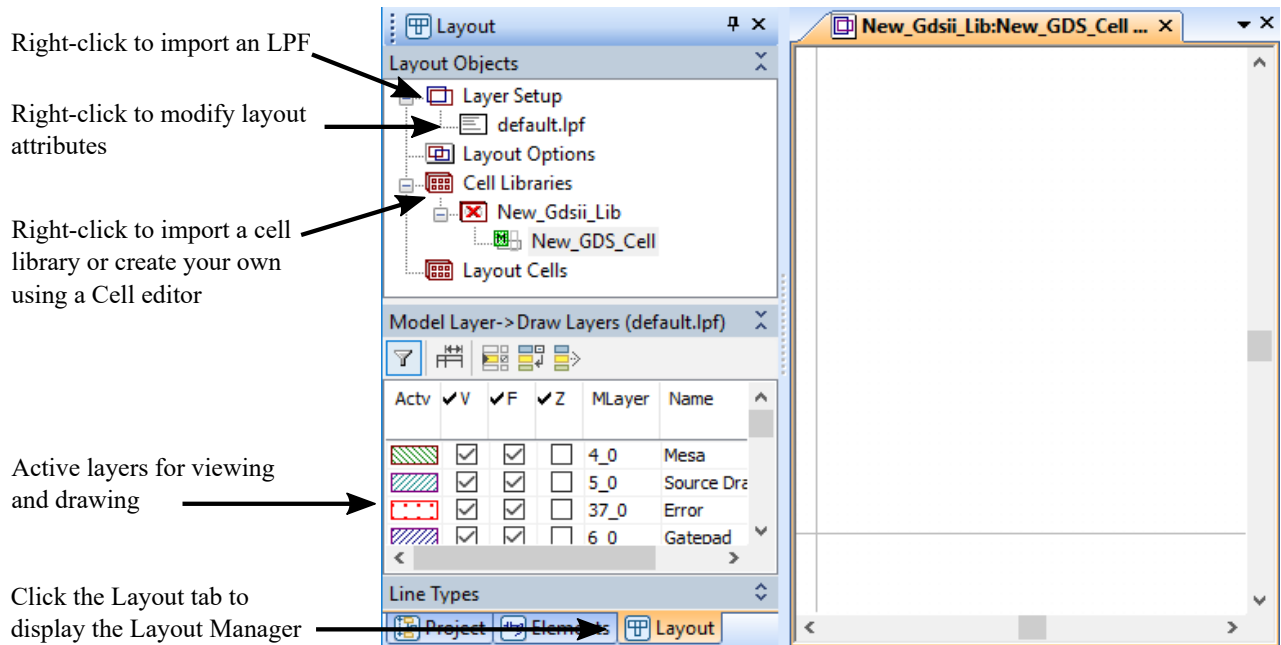 Right-click to import an LPF
Right-click to modify layout
attributes
Right-click to import a cell
library or create your own
using a Cell editor
Active layers for viewing
and drawing
Click the Layout tab to
display the Layout Manager
Layout
Layout Objects
Layer Setup
default.lpf
Layout Options
Cell Libraries
New_Gdsii_Lib
New_GDS_Cell
Layout Cells
Model Layer->Draw Layers (default.lpf)
Actv ✔V ✔F ✔Z MLayer Name
4_0 Mesa
5_0 Source Dra
37_0 Error
6_0 Gatepad
Line Types
Project Elements Layout
New_Gdsii_Lib:New_GDS_Cell ...